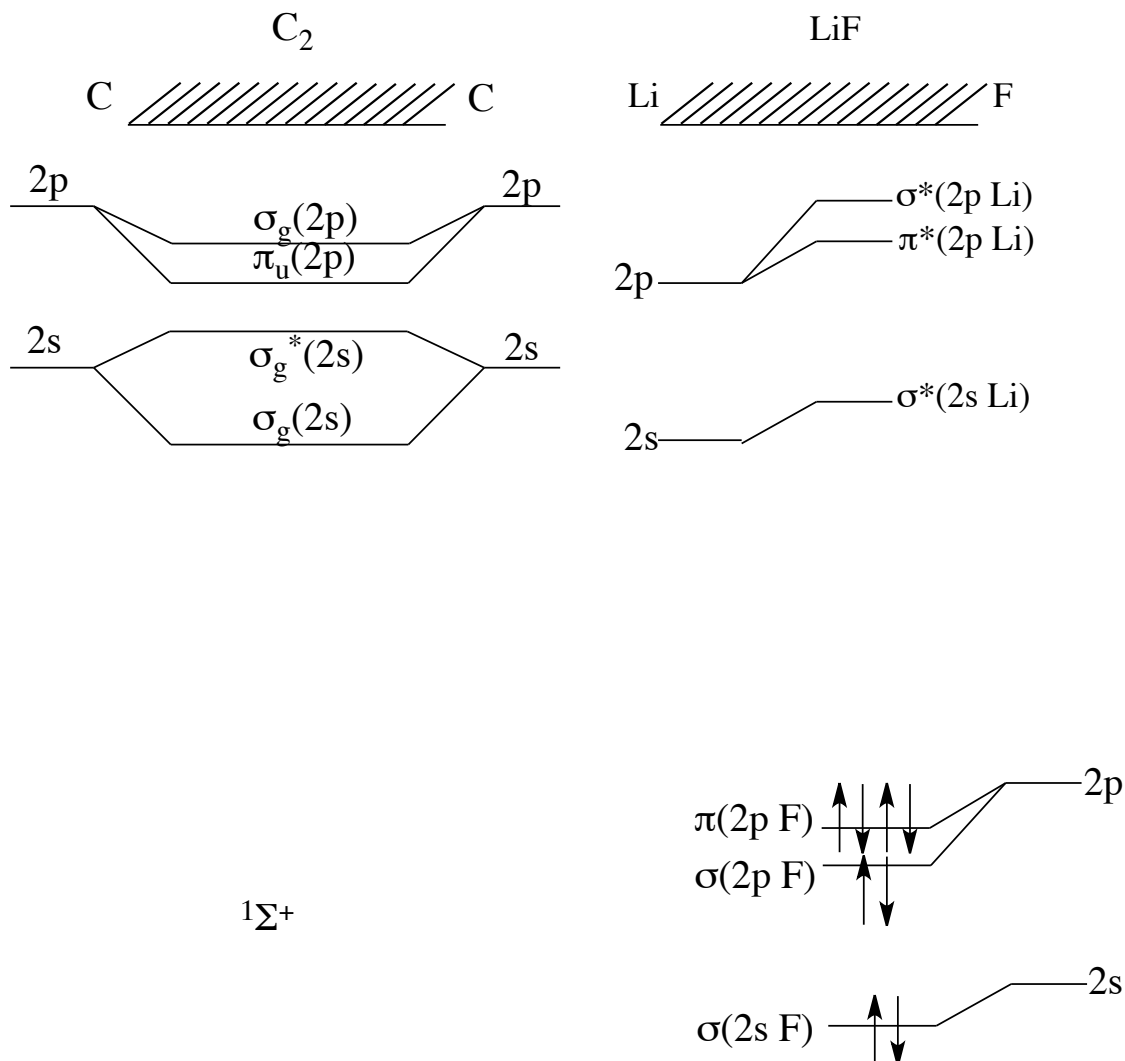 C₂
LiF
C
C
Li
F
2p
2p
σg(2p)
πu(2p)
σ*(2p Li)
π*(2p Li)
2p
2s
2s
σg*(2s)
σg(2s)
σ*(2s Li)
2s
2p
π(2p F)
σ(2p F)
¹Σ⁺
2s
σ(2s F)